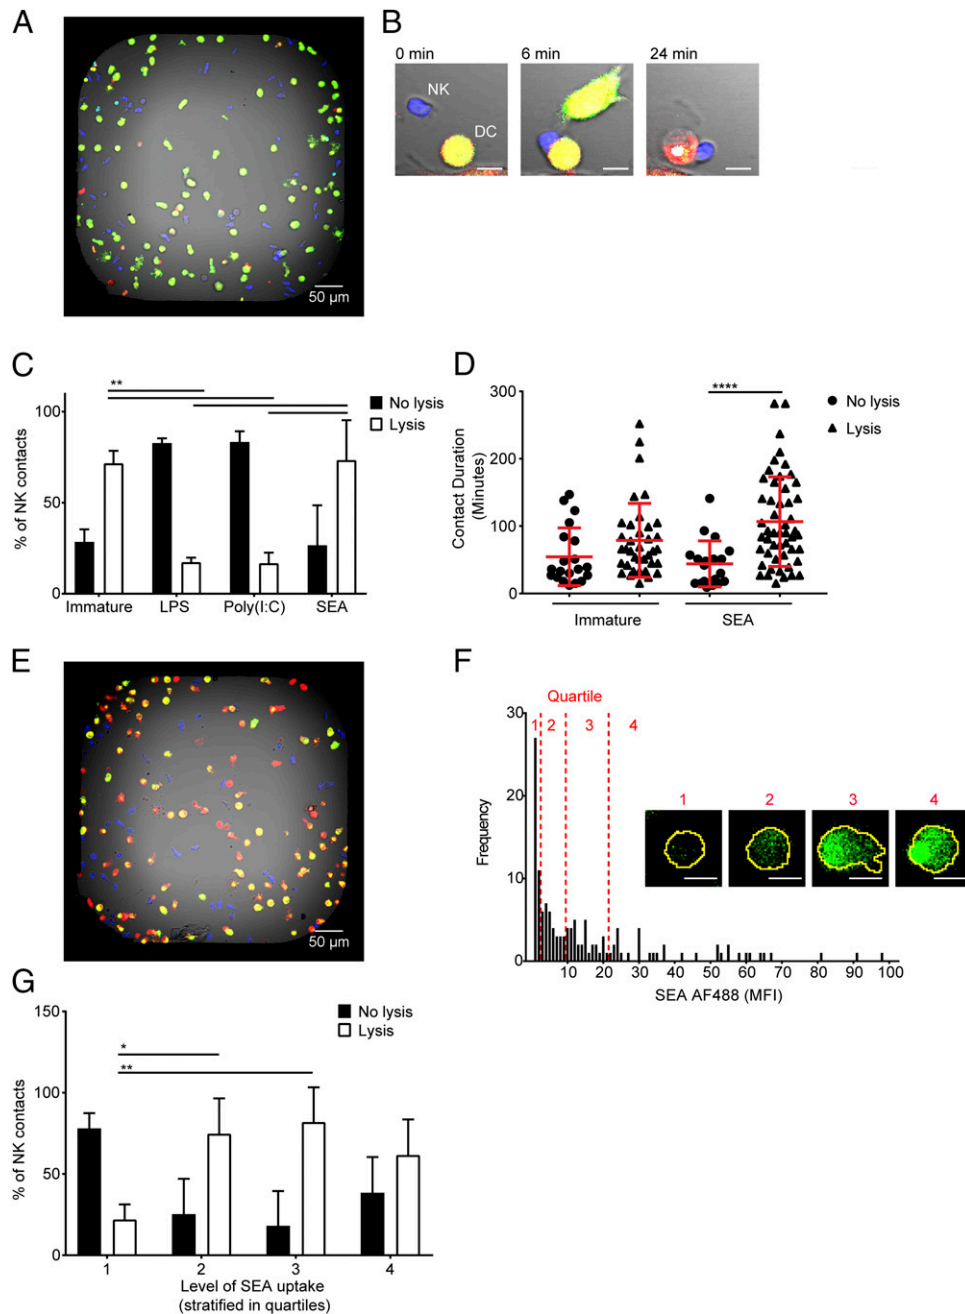 A
50 µm
B
0 min
6 min
24 min
NK
DC
C
**
No lysis
Lysis
% of NK contacts
100
50
0
Immature
LPS
Poly(I:C)
SEA
D
****
No lysis
Lysis
Contact Duration
(Minutes)
300
200
100
0
Immature
SEA
E
50 µm
F
Quartile
1
2
3
4
Frequency
30
20
10
0
10
20
30
40
50
60
70
80
90
100
SEA AF488 (MFI)
1
2
3
4
G
No lysis
Lysis
*
**
% of NK contacts
150
100
50
0
1
2
3
4
Level of SEA uptake
(stratified in quartiles)